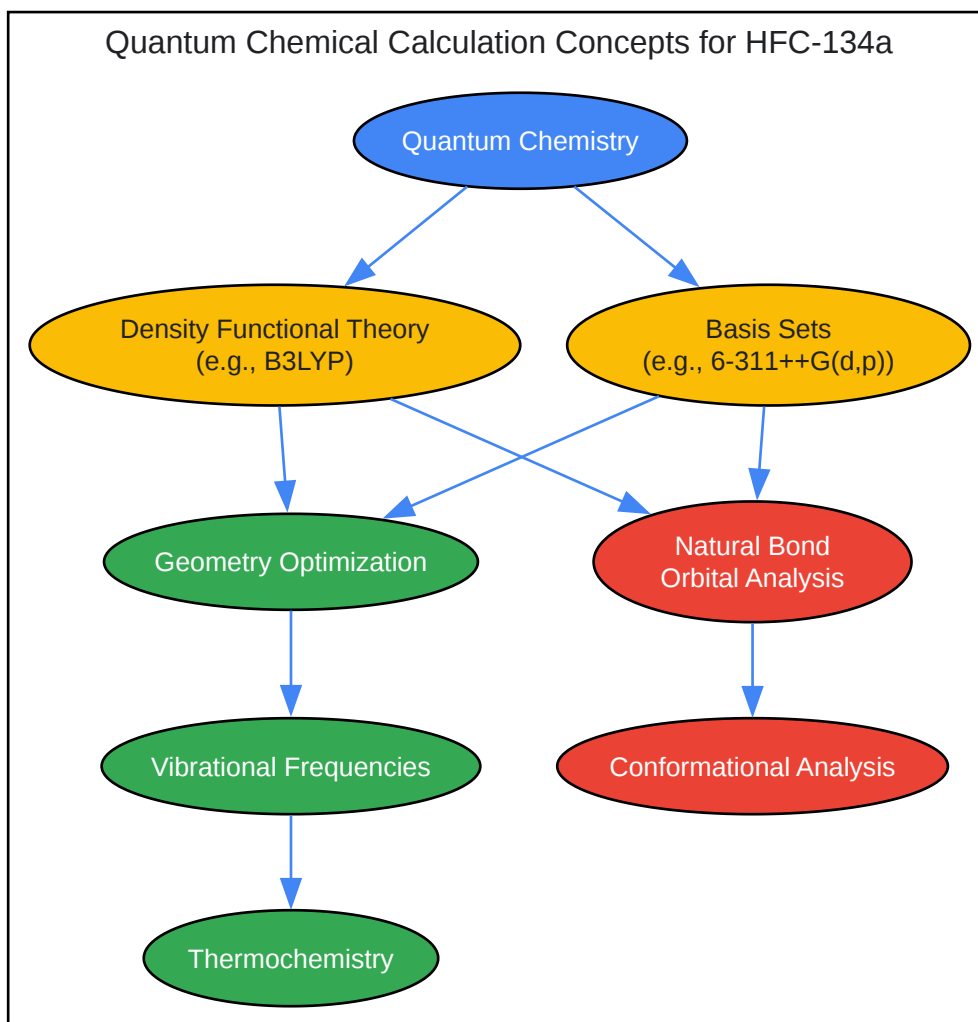 Quantum Chemical Calculation Concepts for HFC-134a
Quantum Chemistry
Density Functional Theory
(e.g., B3LYP)
Basis Sets
(e.g., 6-311++G(d,p))
Geometry Optimization
Natural Bond
Orbital Analysis
Vibrational Frequencies
Conformational Analysis
Thermochemistry